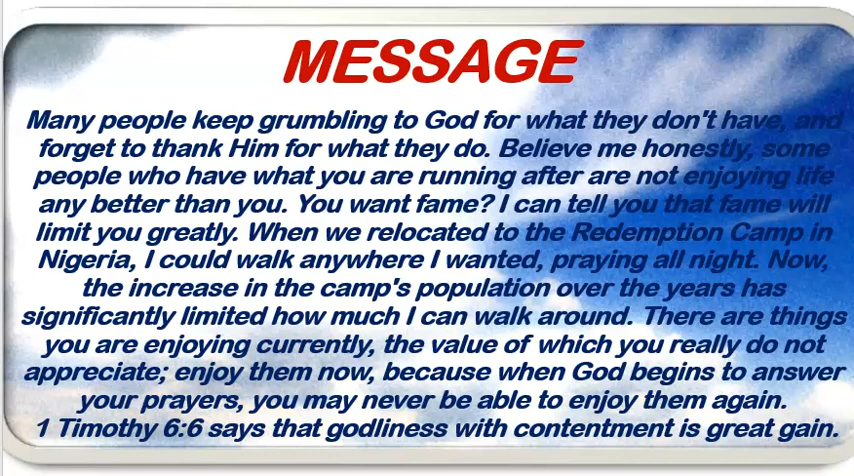 MESSAGE
Many people keep grumbling to God for what they don't have, and
forget to thank Him for what they do. Believe me honestly, some
people who have what you are running after are not enjoying life
any better than you. You want fame? I can tell you that fame will
limit you greatly. When we relocated to the Redemption Camp in
Nigeria, I could walk anywhere I wanted, praying all night. Now,
the increase in the camp's population over the years has
significantly limited how much I can walk around. There are things
you are enjoying currently, the value of which you really do not
appreciate; enjoy them now, because when God begins to answer
your prayers, you may never be able to enjoy them again.
1 Timothy 6:6 says that godliness with contentment is great gain.